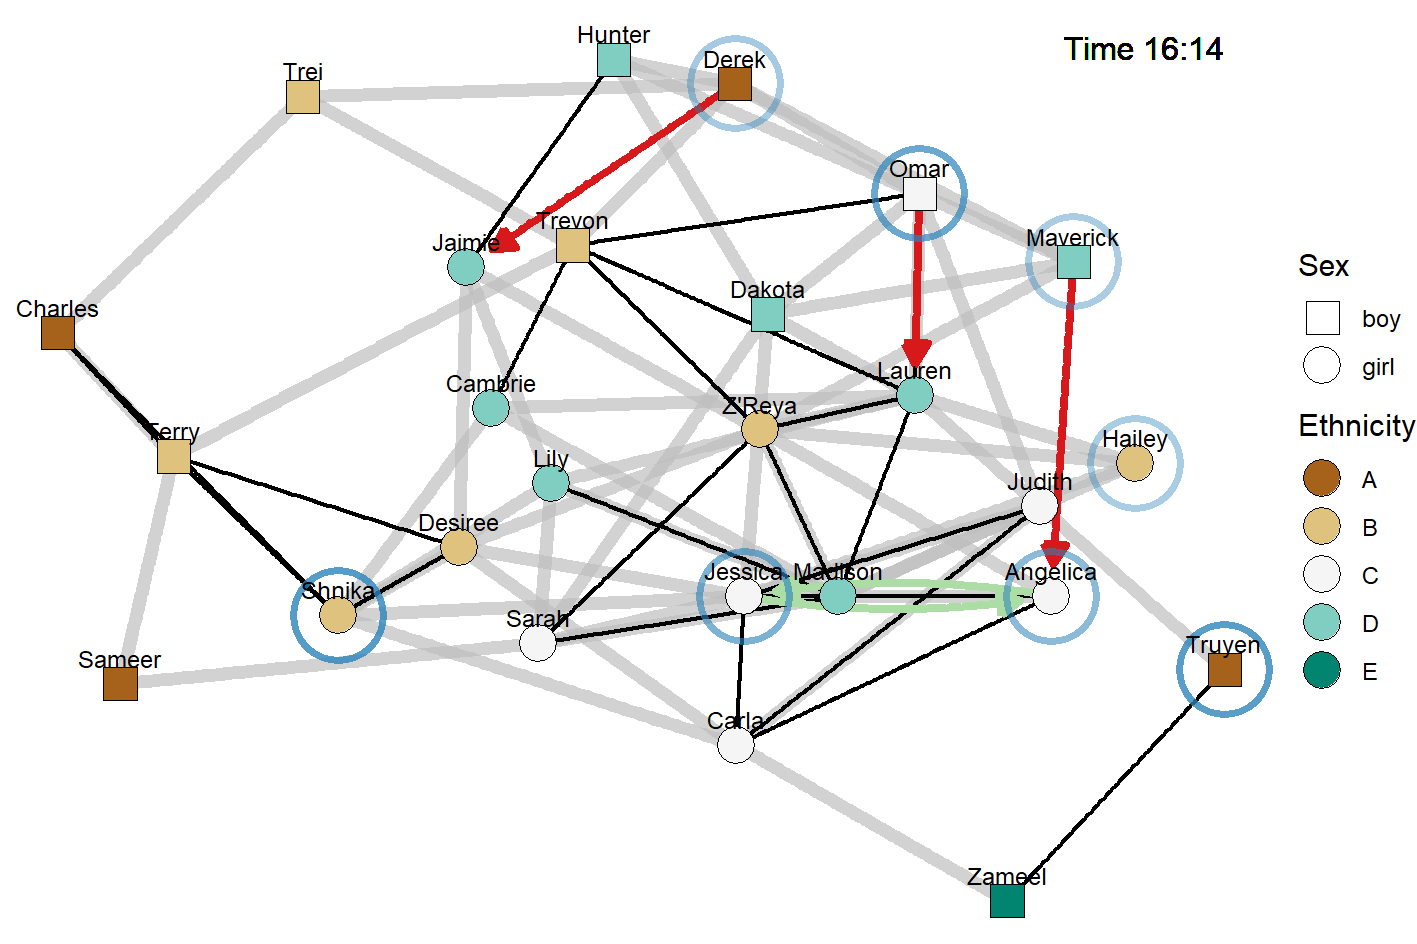 Hunter
Derek
Time 16:14
Trei
Omar
Trevon
Jaimie
Maverick
Dakota
Charles
Sex
boy
girl
Lauren
Cambrie
Z'Reya
Ethnicity
Terry
Hailey
Lily
Judith
A
Desiree
B
Jessica
Madison
Angelica
C
Shnika
Sarah
D
Truyen
Sameer
E
Carla
Zameel